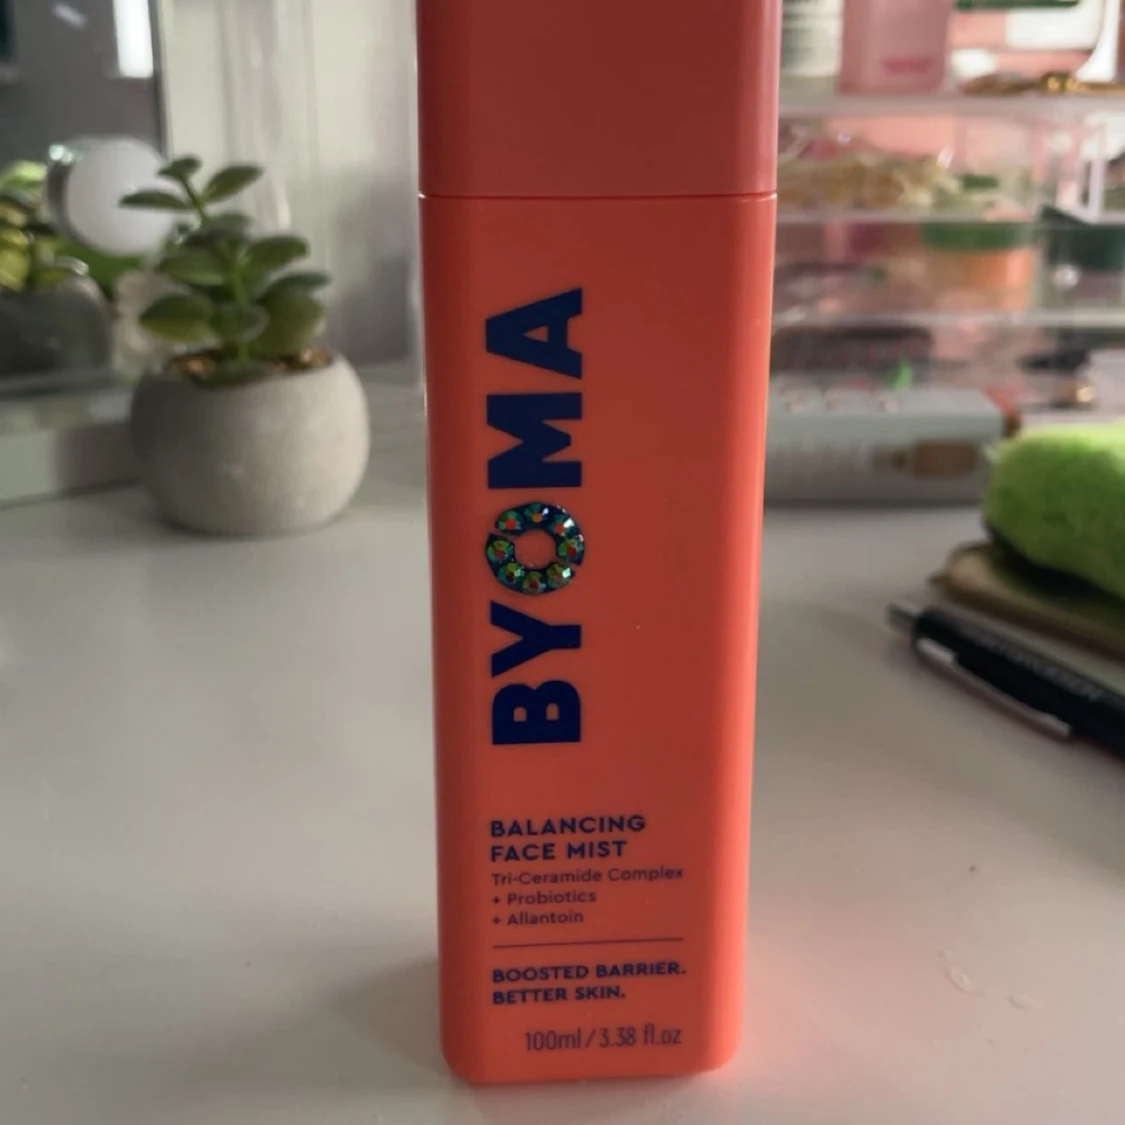 BYOMA
BALANCING
FACE MIST
Tri-Ceramide Complex
+ Probiotics
+ Allantoin
BOOSTED BARRIER.
BETTER SKIN.
100ml/3.38 fl.oz